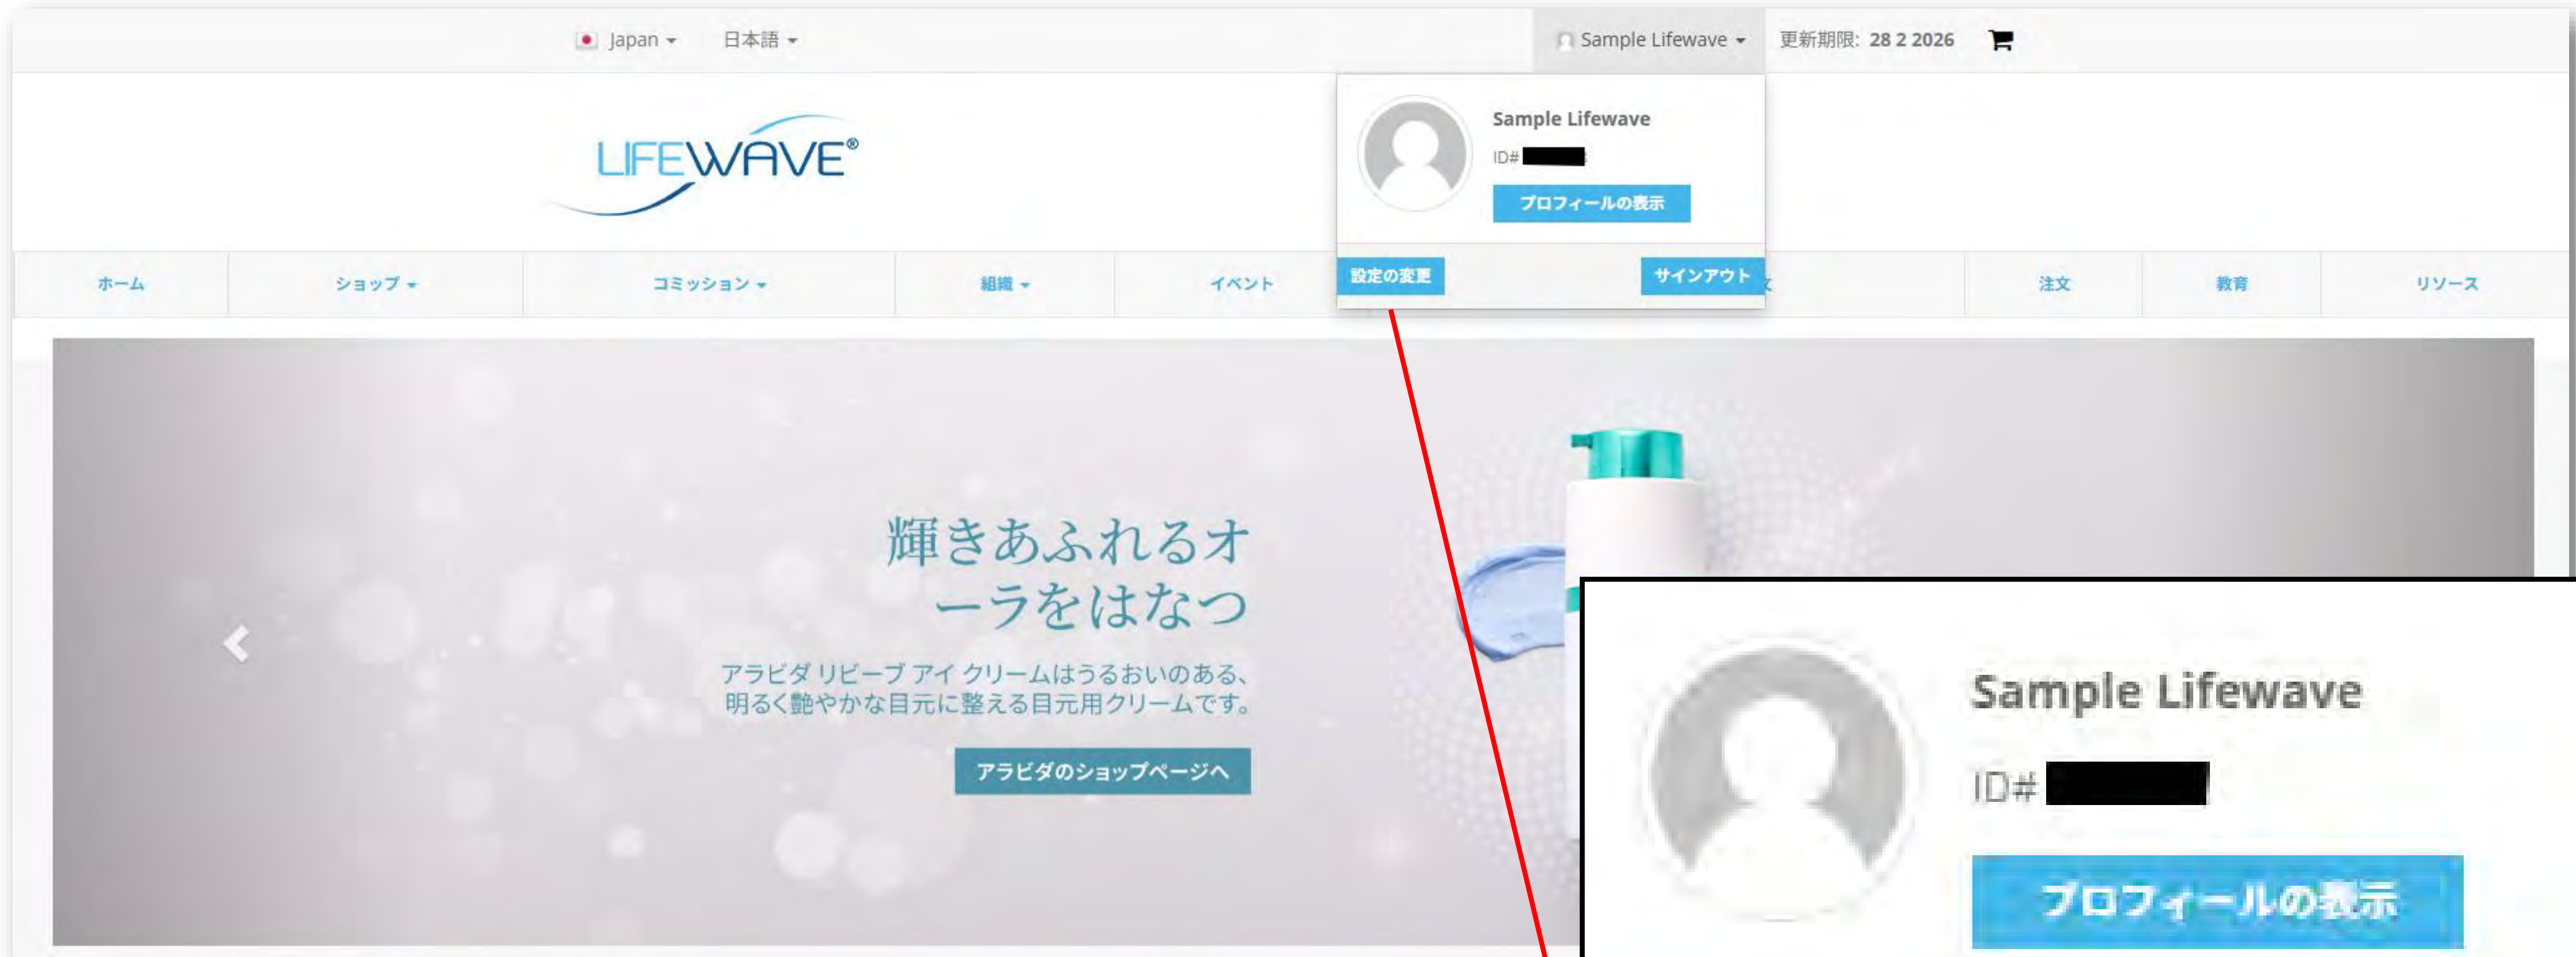 Japan
日本語
Sample Lifewave
更新期限: 28 2 2026
LIFEWAVE®
Sample Lifewave
ID#
プロフィールの表示
設定の変更
サインアウト
ホーム
ショップ
コミッション
組織
イベント
注文
教育
リソース
輝きあふれるオ
ーラをはなつ
アラビダ リビーブ アイ クリームはうるおいのある、
明るく艶やかな目元に整える目元用クリームです。
アラビダのショップページへ
Sample Lifewave
ID#
プロフィールの表示